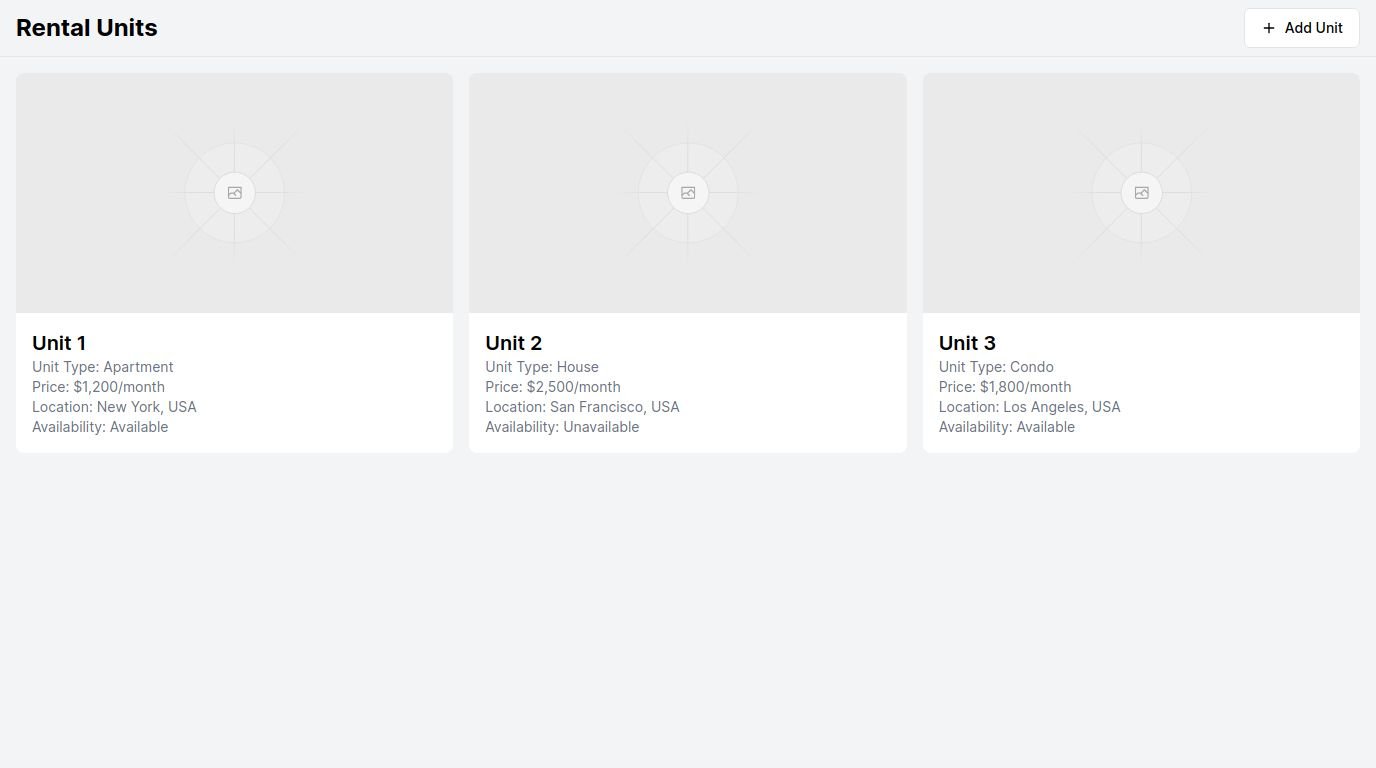 Rental Units
Add Unit
Unit 1
Unit Type: Apartment
Price: $1,200/month
Location: New York, USA
Availability: Available
Unit 2
Unit Type: House
Price: $2,500/month
Location: San Francisco, USA
Availability: Unavailable
Unit 3
Unit Type: Condo
Price: $1,800/month
Location: Los Angeles, USA
Availability: Available